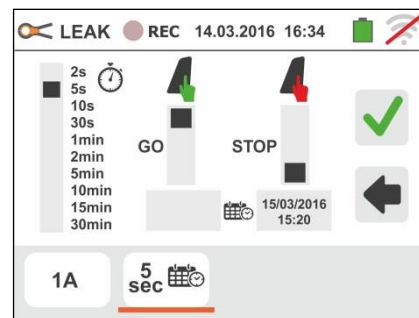 LEAK REC 14.03.2016 16:34
2s
5s
10s
30s
1min
2min
5min
10min
15min
30min
GO
STOP
15/03/2016
15:20
1A
5
sec